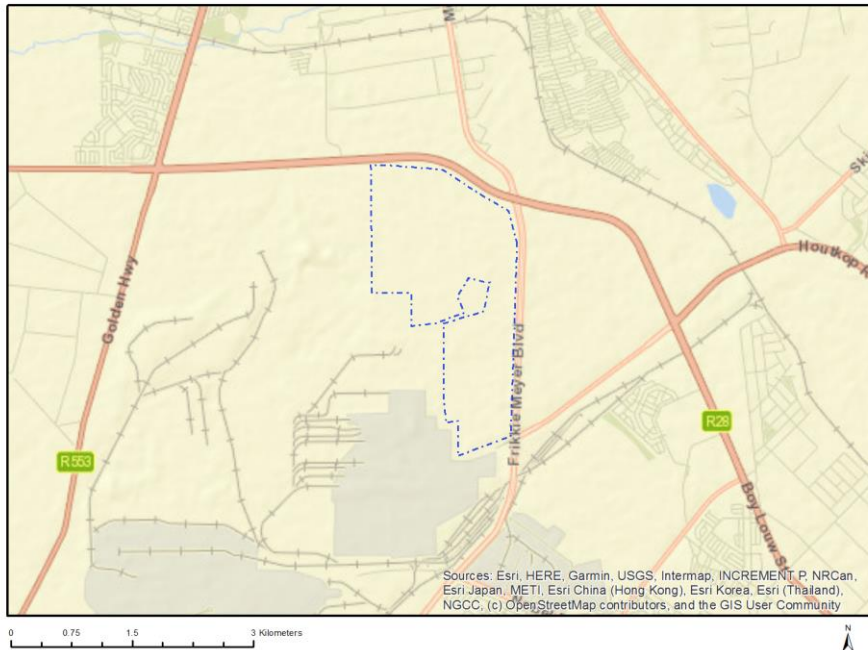 Golden Hwy
Houtkop
Frikkie Meyer Blvd
R28
R 553
Boy Louw St
Sources: Esri, HERE, Garmin, USGS, Intermap, INCREMENT P, NRCan,
Esri Japan, METI, Esri China (Hong Kong), Esri Korea, Esri (Thailand),
NGCC, (c) OpenStreetMap contributors, and the GIS User Community
0 0.75 1.5 3 Kilometers
N